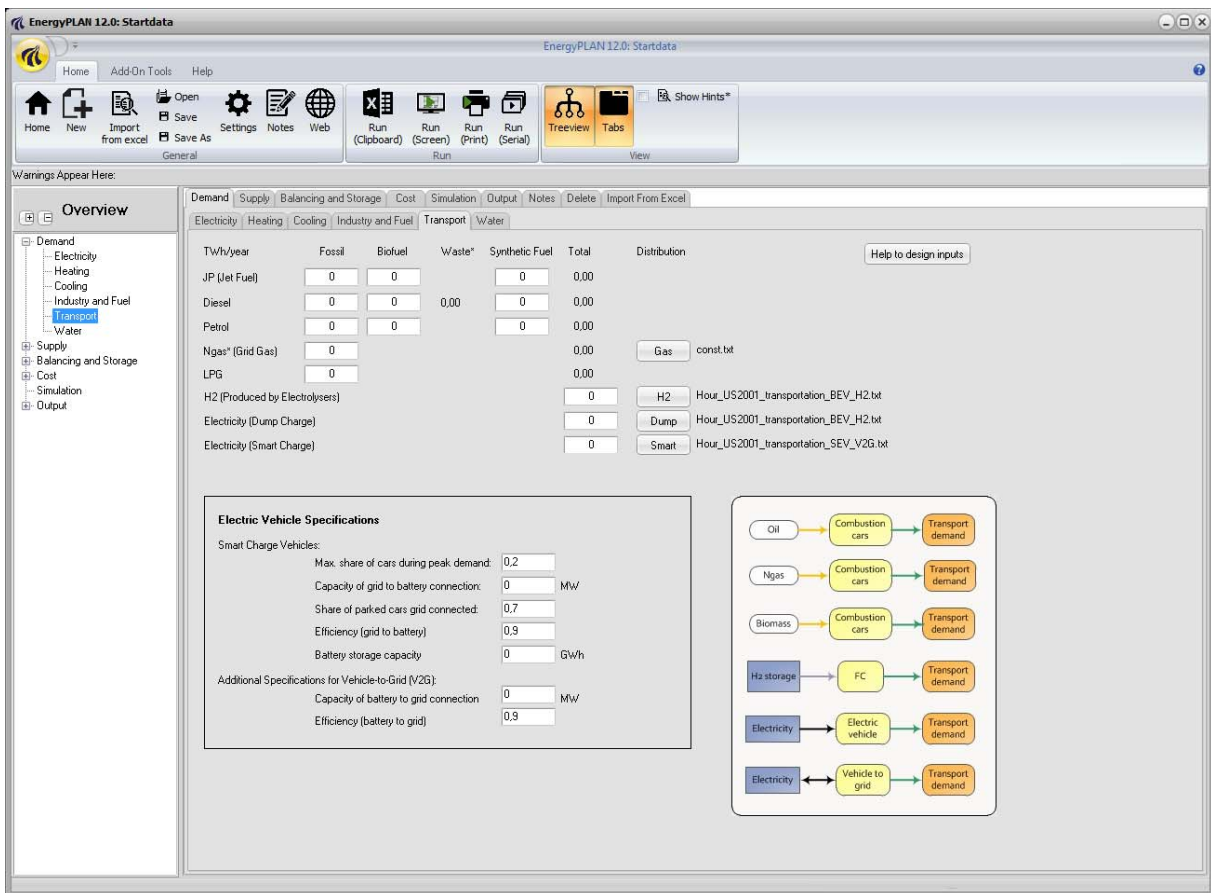 EnergyPLAN 12.0: Startdata
EnergyPLAN 12.0: Startdata
Home Add-On Tools Help
Home New Import from excel Open Save Save As Settings Notes Web Run (Clipboard) Run (Screen) Run (Print) Run (Serial) Treeview Tabs Show Hints*
General Run View
Warnings Appear Here:
Overview
Demand
Electricity
Heating
Cooling
Industry and Fuel
Transport
Water
Supply
Balancing and Storage
Cost
Simulation
Output
Demand Supply Balancing and Storage Cost Simulation Output Notes Delete Import From Excel
Electricity Heating Cooling Industry and Fuel Transport Water
TWh/year Fossil Biofuel Waste* Synthetic Fuel Total Distribution Help to design inputs
JP (Jet Fuel) 0 0 0 0,00
Diesel 0 0 0,00 0 0,00
Petrol 0 0 0 0,00
Ngas* (Grid Gas) 0 0,00 Gas const.txt
LPG 0 0,00
H2 (Produced by Electrolysers) 0 H2 Hour_US2001_transportation_BEV_H2.txt
Electricity (Dump Charge) 0 Dump Hour_US2001_transportation_BEV_H2.txt
Electricity (Smart Charge) 0 Smart Hour_US2001_transportation_SEV_V2G.txt
Electric Vehicle Specifications
Smart Charge Vehicles:
Max. share of cars during peak demand: 0,2
Capacity of grid to battery connection: 0 MW
Share of parked cars grid connected: 0,7
Efficiency (grid to battery) 0,9
Battery storage capacity 0 GWh
Additional Specifications for Vehicle-to-Grid (V2G):
Capacity of battery to grid connection 0 MW
Efficiency (battery to grid) 0,9
Oil Combustion cars Transport demand
Ngas Combustion cars Transport demand
Biomass Combustion cars Transport demand
H2 storage FC Transport demand
Electricity Electric vehicle Transport demand
Electricity Vehicle to grid Transport demand